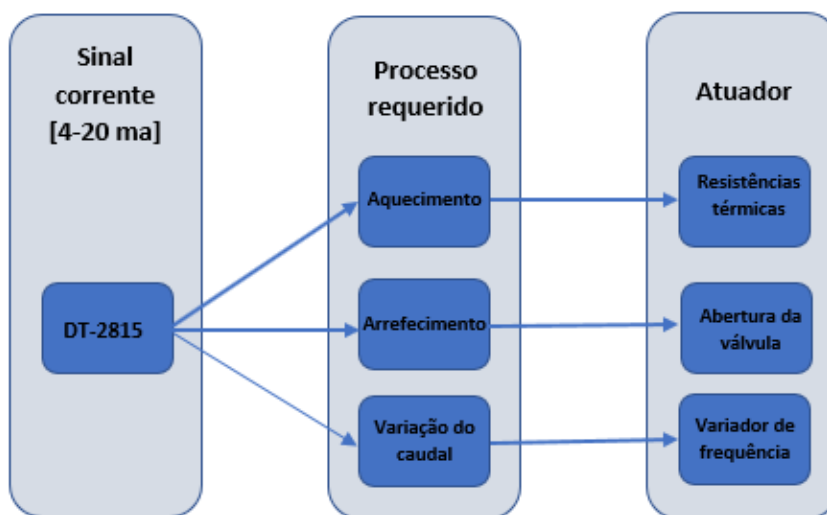 Sinal
corrente
[4-20 ma]
DT-2815
Processo
requerido
Aquecimento
Arrefecimento
Variação do
caudal
Atuador
Resistências
térmicas
Abertura da
válvula
Variador de
frequência